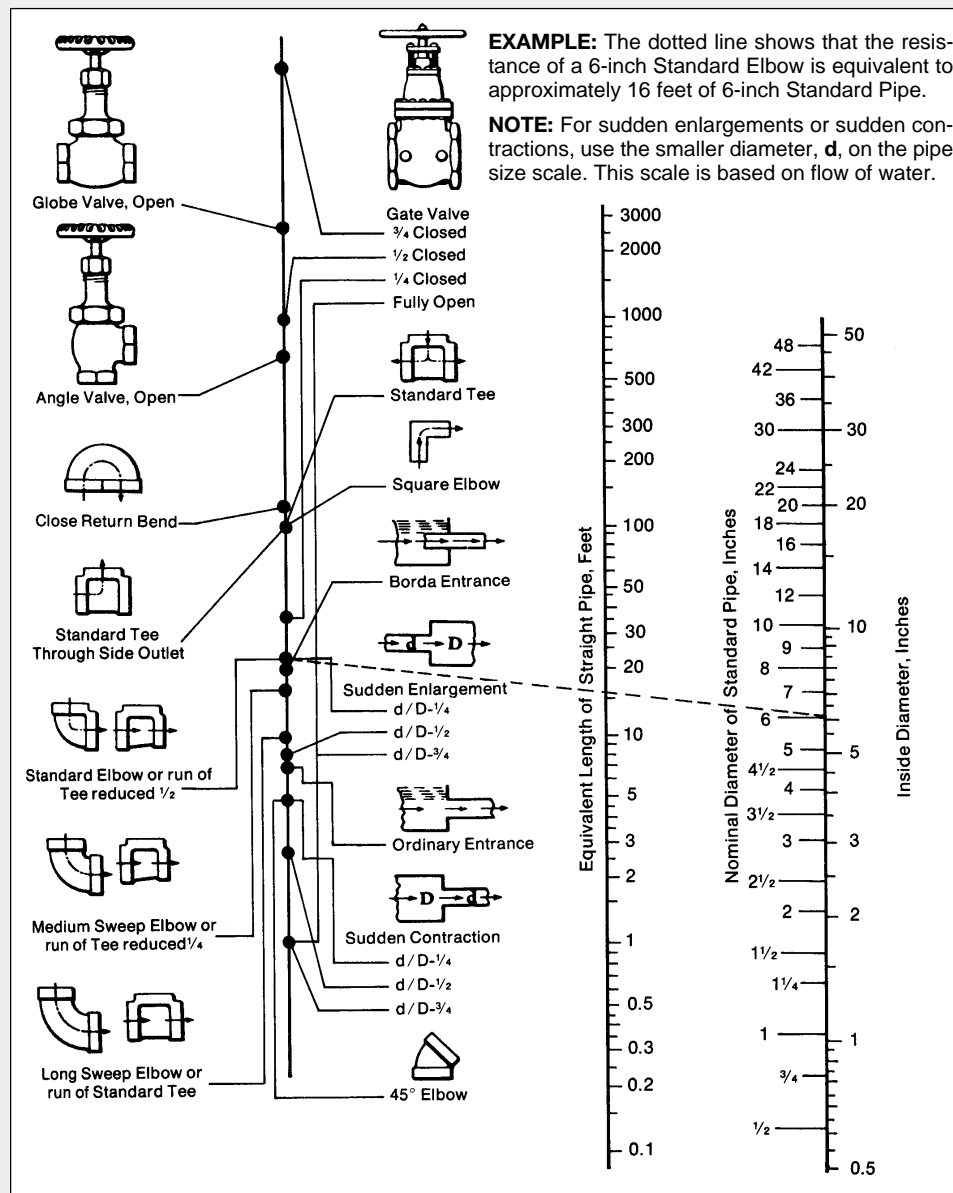 EXAMPLE: The dotted line shows that the resis-
tance of a 6-inch Standard Elbow is equivalent to
approximately 16 feet of 6-inch Standard Pipe.
NOTE: For sudden enlargements or sudden con-
tractions, use the smaller diameter, d, on the pipe
size scale. This scale is based on flow of water.
Globe Valve, Open
Angle Valve, Open
Close Return Bend
Standard Tee
Through Side Outlet
Standard Elbow or run of
Tee reduced ½
Medium Sweep Elbow or
run of Tee reduced ¼
Long Sweep Elbow or
run of Standard Tee
Gate Valve
¾ Closed
½ Closed
¼ Closed
Fully Open
Standard Tee
Square Elbow
Borda Entrance
d D
Sudden Enlargement
d/D-¼
d/D-½
d/D-¾
Ordinary Entrance
D d
Sudden Contraction
d/D-¼
d/D-½
d/D-¾
45° Elbow
Equivalent Length of Straight Pipe, Feet
3000
2000
1000
500
300
200
100
50
30
20
10
5
3
2
1
0.5
0.3
0.2
0.1
Nominal Diameter of Standard Pipe, Inches
48
42
36
30
24
22
20
18
16
14
12
10
9
8
7
6
5
4½
4
3½
3
2½
2
1½
1¼
1
¾
½
Inside Diameter, Inches
50
30
20
10
5
3
2
1
0.5